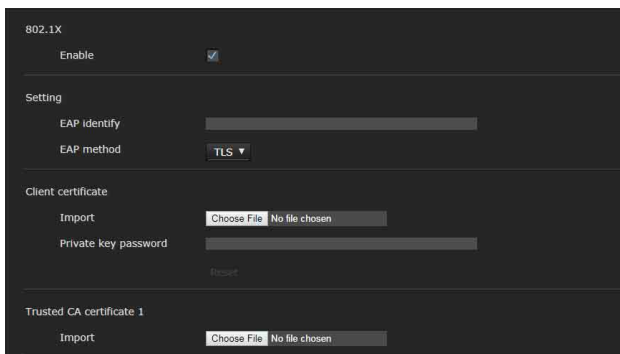 802.1X
Enable
Setting
EAP identify
EAP method TLS
Client certificate
Import Choose File No file chosen
Private key password
Reset
Trusted CA certificate 1
Import Choose File No file chosen